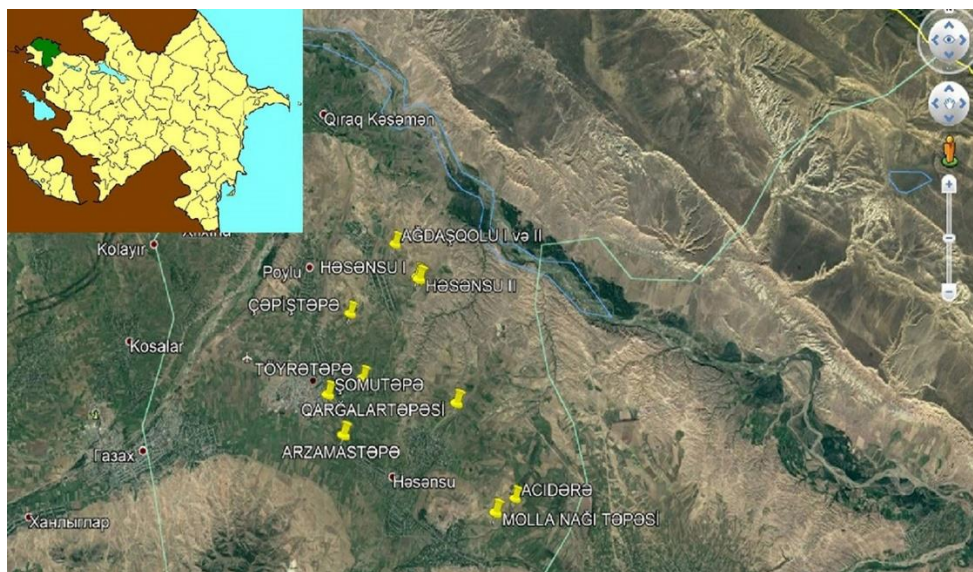 Qıraq Kəsəmən
AĞDAŞQOLU I və II
Kolayır
Poylu
HƏSƏNSU I
HƏSƏNSU II
ÇƏPİŞTƏPƏ
Kosalar
TÖYRƏTƏPƏ
ŞOMUTƏPƏ
QARĞALARTƏPƏSİ
ARZAMASTƏPƏ
Газах
Həsənsu
ACIDƏRƏ
Ханлыглар
MOLLA NAĞI TƏPƏSİ